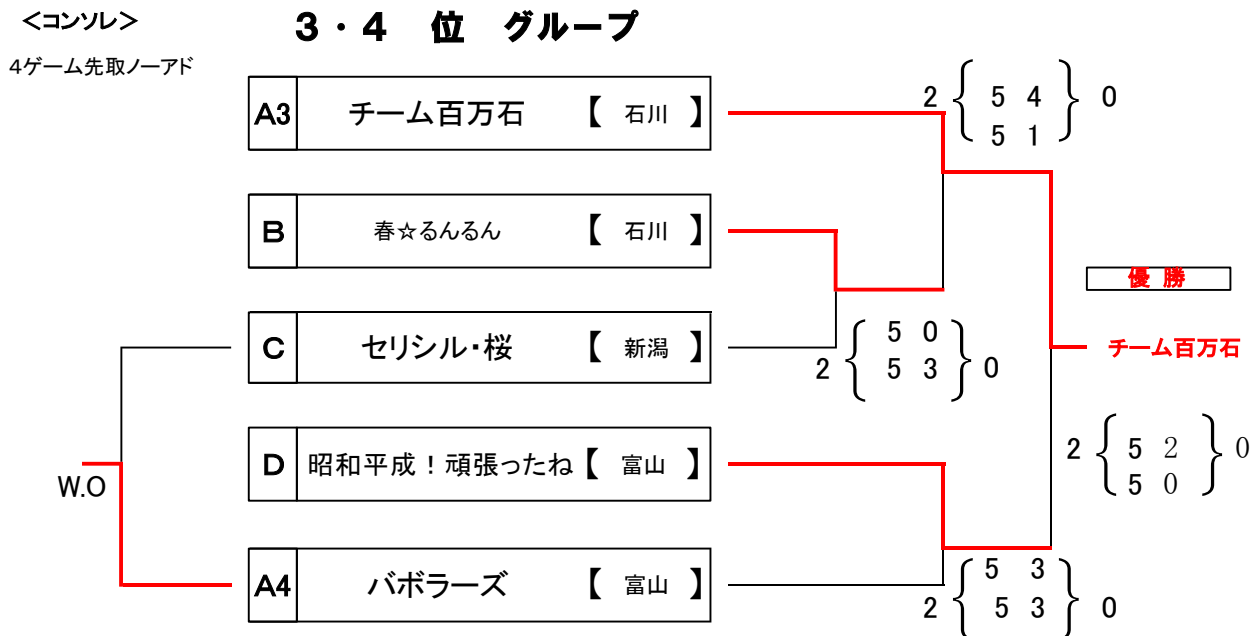 <コンソレ>
3・4 位 グループ
4ゲーム先取ノーアド
A3 チーム百万石 【 石川 】
2 { 5 4 } 0
5 1
B 春☆るんるん 【 石川 】
優 勝
C セリシル・桜 【 新潟 】
2 { 5 0 } 0
5 3
チーム百万石
D 昭和平成！頑張ったね 【 富山 】
2 { 5 2 } 0
5 0
W.O
A4 バボラーズ 【 富山 】
2 { 5 3 } 0
5 3